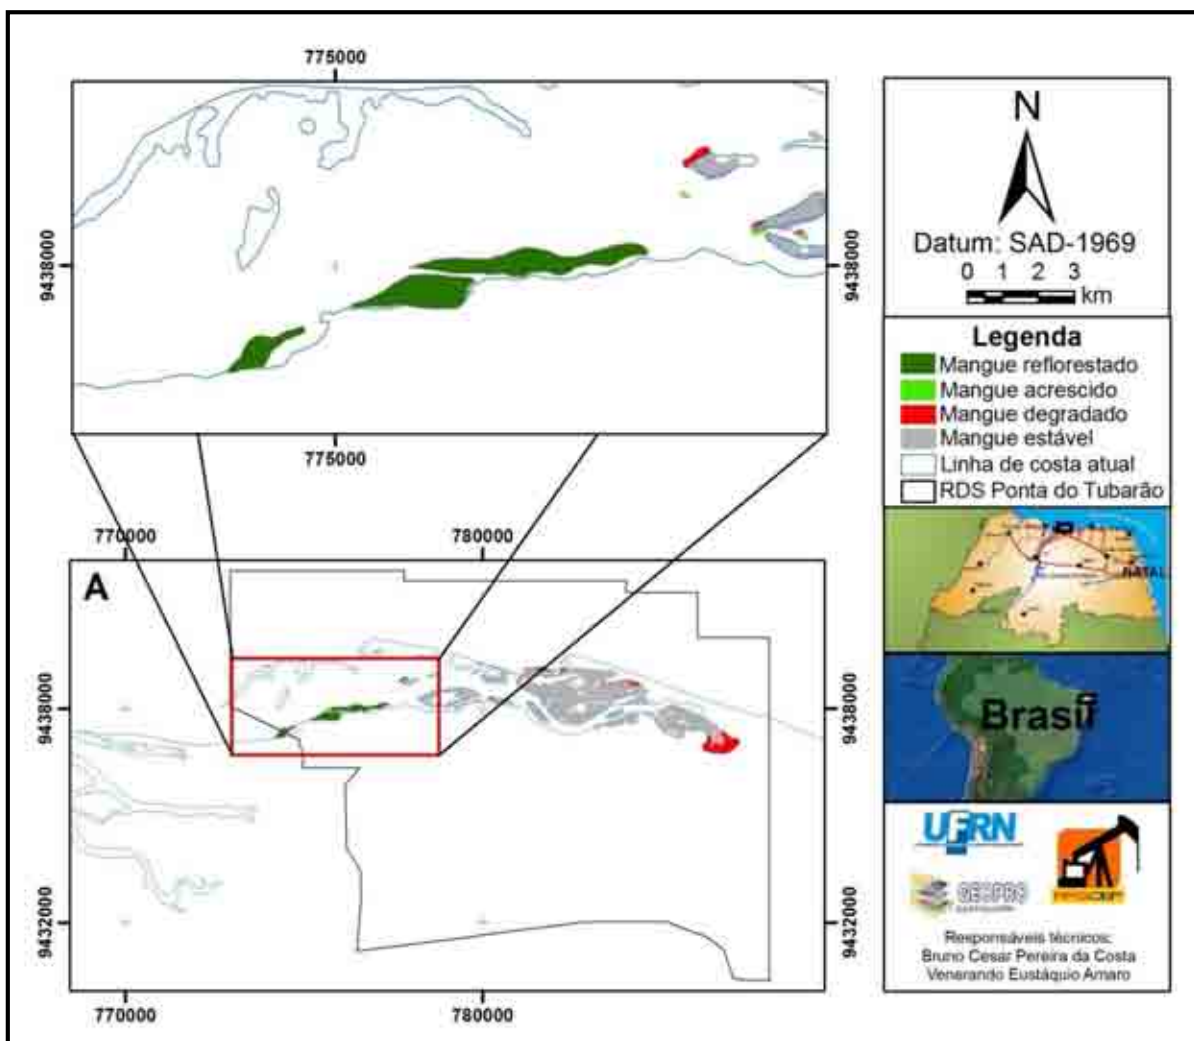 775000
9438000
9438000
775000
770000
780000
A
9438000
9438000
9432000
9432000
770000
780000
N
Datum: SAD-1969
0 1 2 3
km
Legenda
Mangue reflorestado
Mangue acrescido
Mangue degradado
Mangue estável
Linha de costa atual
RDS Ponta do Tubarão
NATAL
Brasil
UFRN
GEOPRO
Responsáveis técnicos:
Bruno Cesar Pereira da Costa
Venerando Eustáquio Amaro